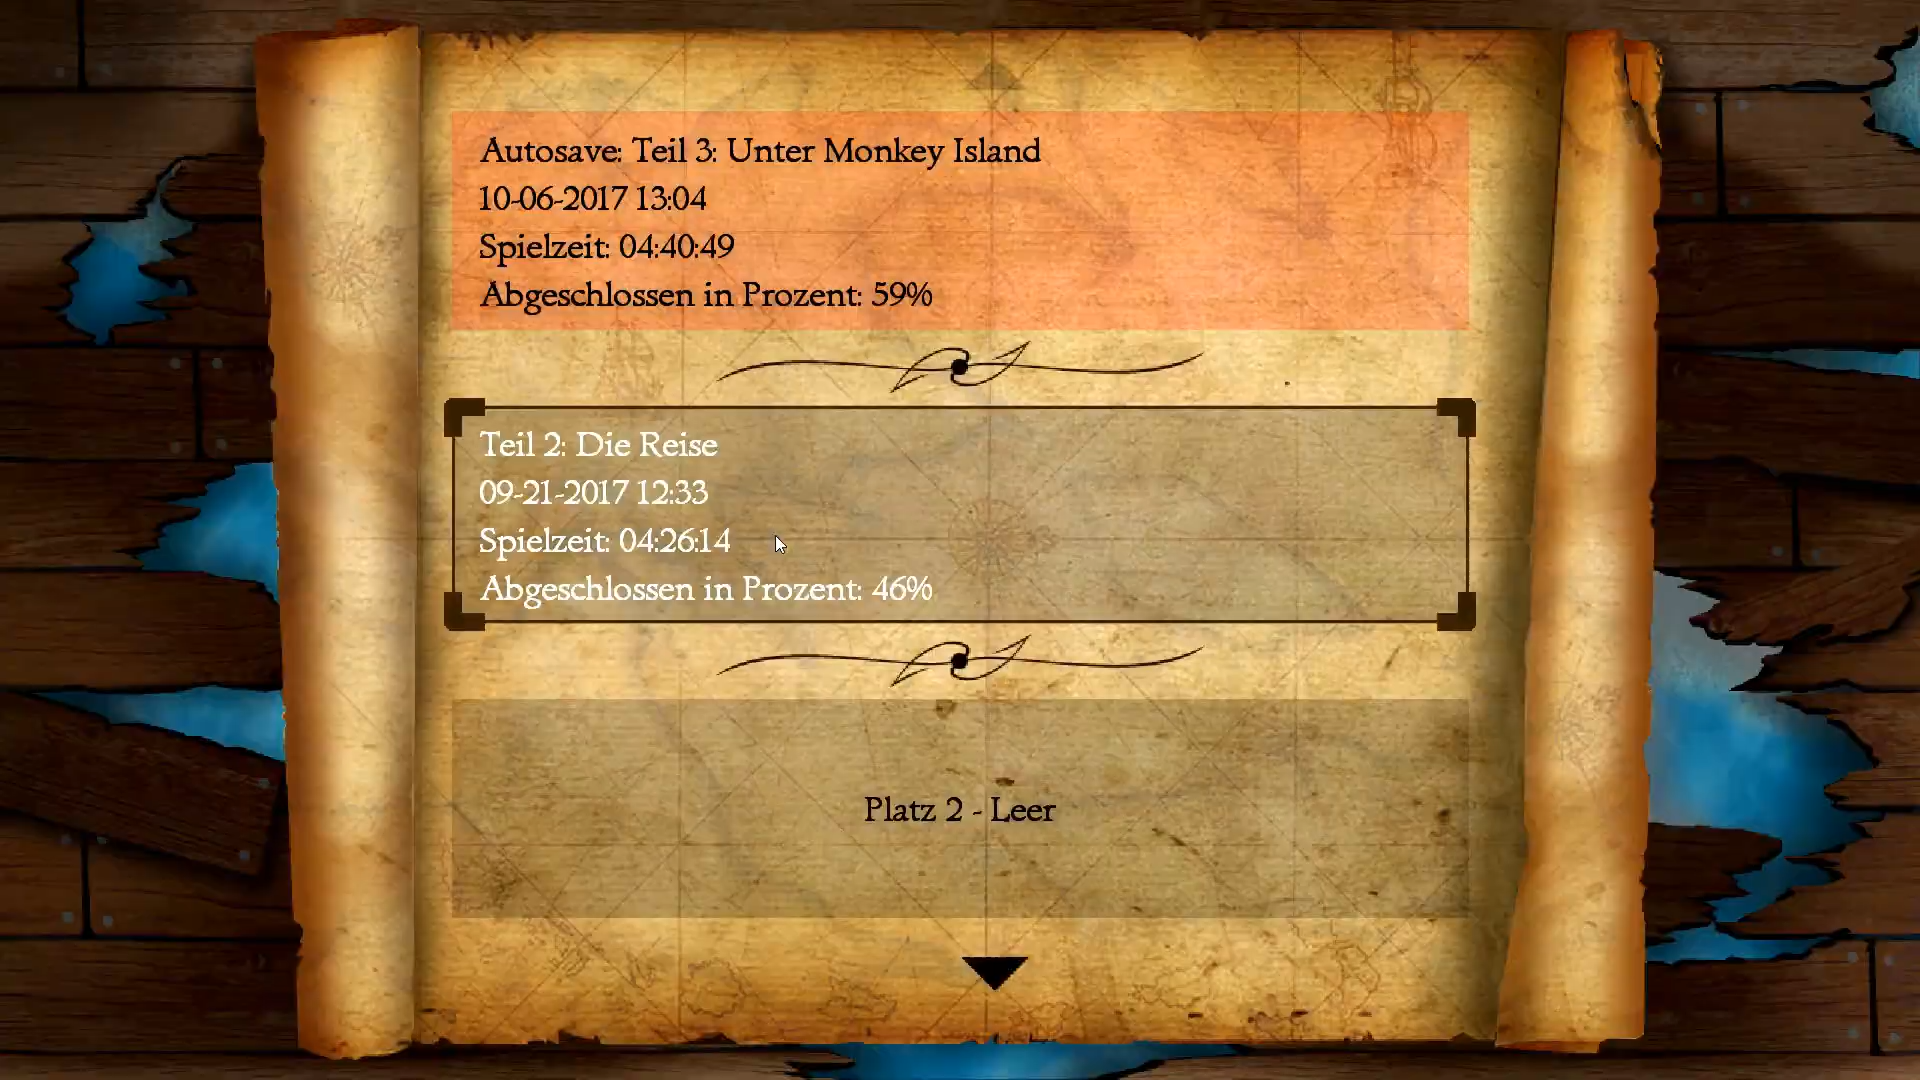 Autosave: Teil 3: Unter Monkey Island
10-06-2017 13:04
Spielzeit: 04:40:49
Abgeschlossen in Prozent: 59%
Teil 2: Die Reise
09-21-2017 12:33
Spielzeit: 04:26:14
Abgeschlossen in Prozent: 46%
Platz 2 - Leer